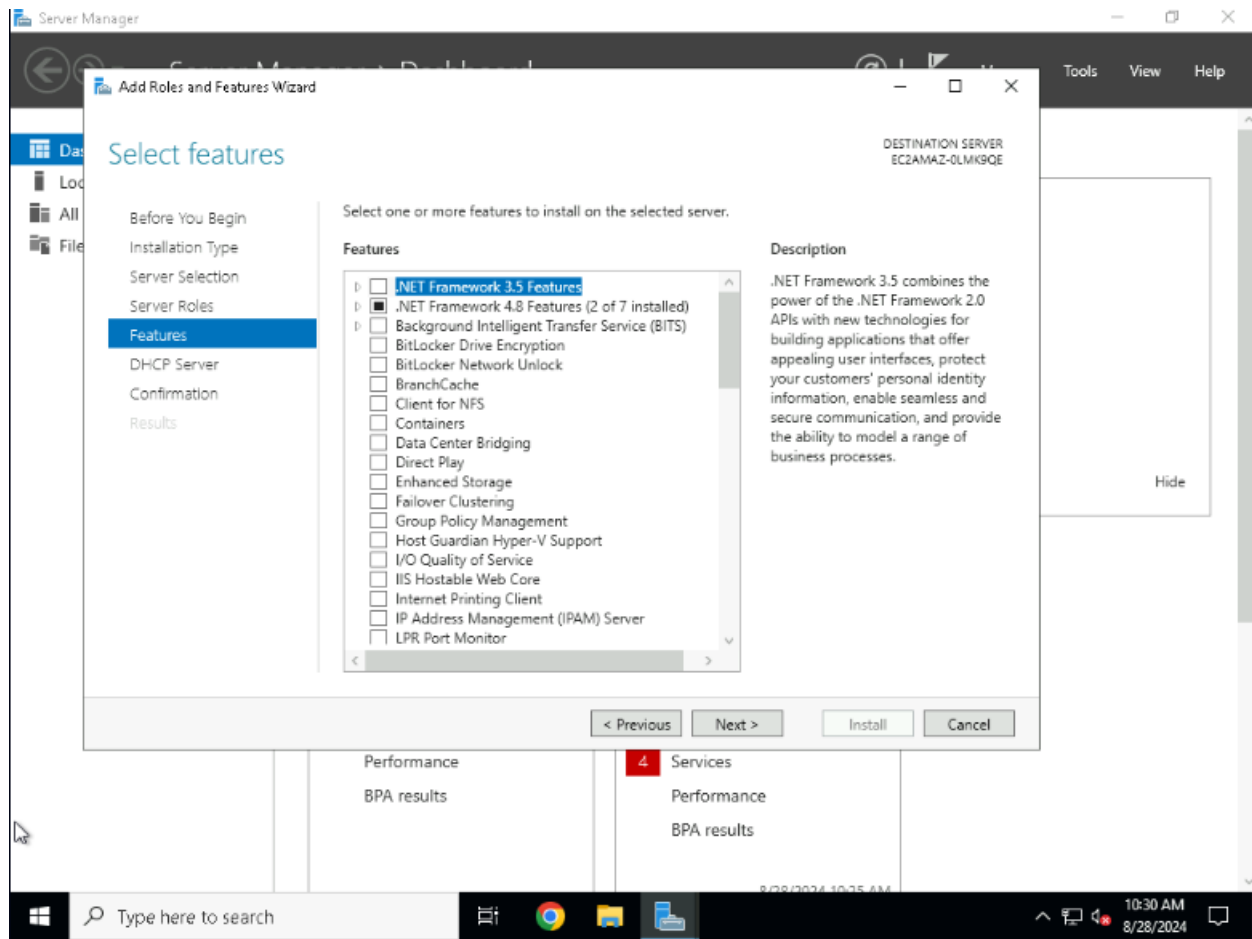 Server Manager
Tools View Help
Add Roles and Features Wizard
Select features
DESTINATION SERVER
EC2AMAZ-0LMK9QE
Before You Begin
Installation Type
Server Selection
Server Roles
Features
DHCP Server
Confirmation
Results
Select one or more features to install on the selected server.
Features
.NET Framework 3.5 Features
.NET Framework 4.8 Features (2 of 7 installed)
Background Intelligent Transfer Service (BITS)
BitLocker Drive Encryption
BitLocker Network Unlock
BranchCache
Client for NFS
Containers
Data Center Bridging
Direct Play
Enhanced Storage
Failover Clustering
Group Policy Management
Host Guardian Hyper-V Support
I/O Quality of Service
IIS Hostable Web Core
Internet Printing Client
IP Address Management (IPAM) Server
LPR Port Monitor
Description
.NET Framework 3.5 combines the
power of the .NET Framework 2.0
APIs with new technologies for
building applications that offer
appealing user interfaces, protect
your customers' personal identity
information, enable seamless and
secure communication, and provide
the ability to model a range of
business processes.
All
File
Hide
< Previous Next > Install Cancel
Performance
BPA results
4 Services
Performance
BPA results
8/28/2024 10:25 AM
Type here to search
10:30 AM
8/28/2024